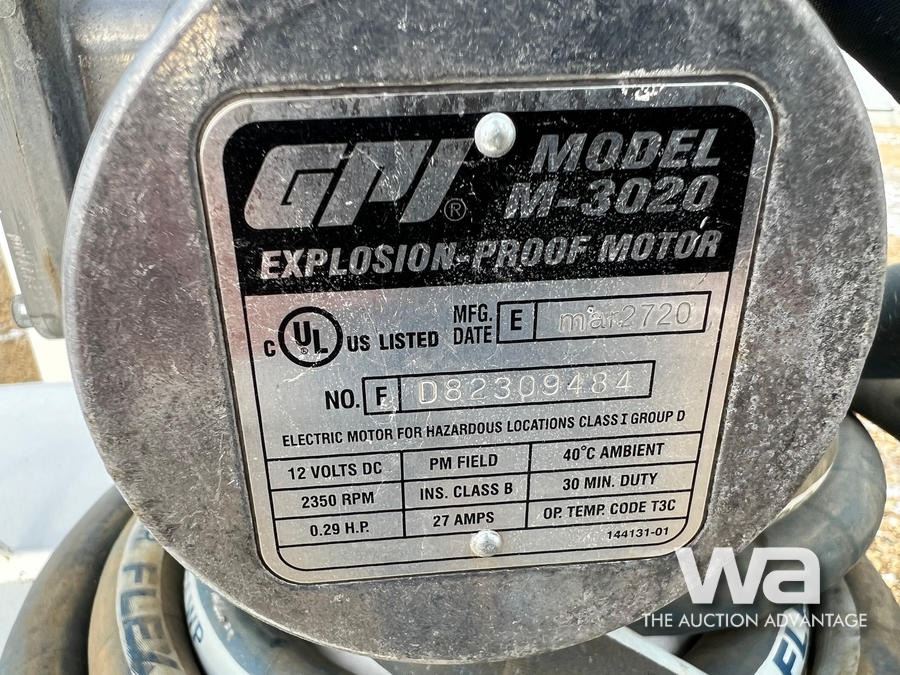 GPI® MODEL
M-3020
EXPLOSION-PROOF MOTOR
C UL US LISTED MFG. DATE E mar2720
NO. F D82309484
ELECTRIC MOTOR FOR HAZARDOUS LOCATIONS CLASS I GROUP D
12 VOLTS DC PM FIELD 40°C AMBIENT
2350 RPM INS. CLASS B 30 MIN. DUTY
0.29 H.P. 27 AMPS OP. TEMP. CODE T3C
144131-01
wa
THE AUCTION ADVANTAGE
FLEX